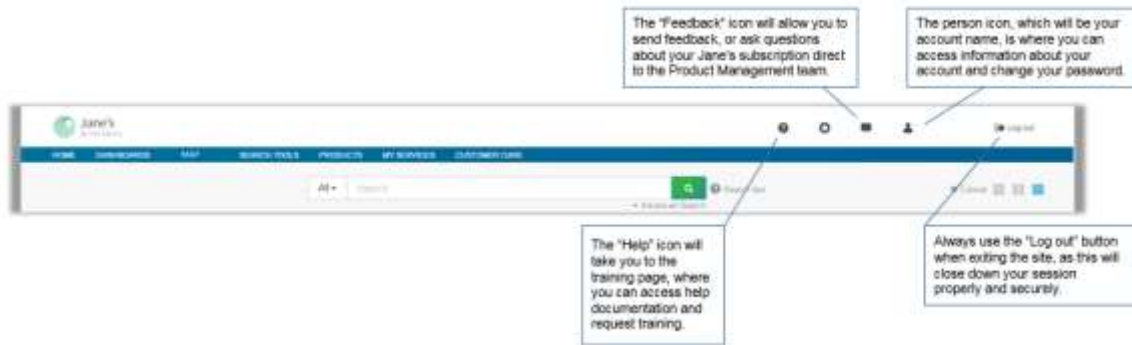 The "Feedback" icon will allow you to
send feedback, or ask questions
about your Jane's subscription direct
to the Product Management team.
The person icon, which will be your
account name, is where you can
access information about your
account and change your password.
Jane's
Log out
HOME DASHBOARDS MAP SEARCH TOOLS PRODUCTS MY SERVICES CUSTOMER CARE
All Search
Advanced Search
The "Help" icon will
take you to the
training page, where
you can access help
documentation and
request training.
Always use the "Log out" button
when exiting the site, as this will
close down your session
properly and securely.